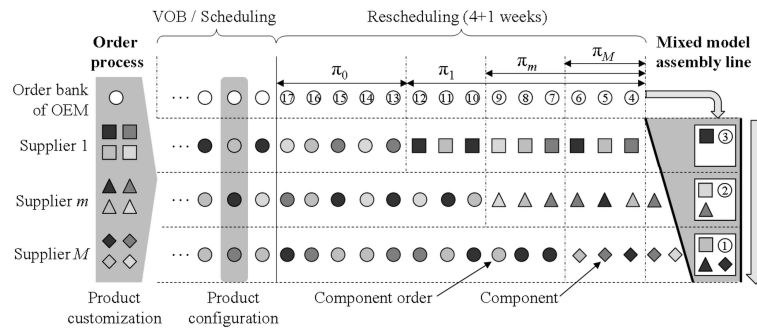 VOB / Scheduling
Rescheduling (4+1 weeks)
Order
process
π0
π1
πm
πM
Mixed model
assembly line
Order bank
of OEM
··· 17 16 15 14 13 12 11 10 9 8 7 6 5 4
Supplier 1
···
3
Supplier m
···
2
Supplier M
···
1
Product
customization
Product
configuration
Component order
Component